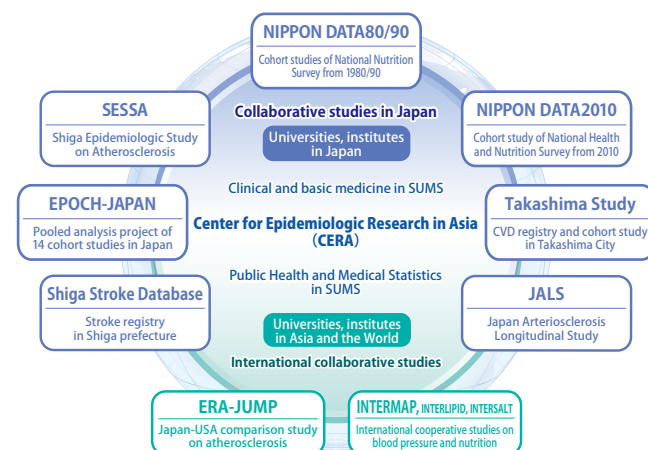 NIPPON DATA80/90
Cohort studies of National Nutrition
Survey from 1980/90
SESSA
Shiga Epidemiologic Study
on Atherosclerosis
Collaborative studies in Japan
Universities, institutes
in Japan
NIPPON DATA2010
Cohort study of National Health
and Nutrition Survey from 2010
Clinical and basic medicine in SUMS
EPOCH-JAPAN
Pooled analysis project of
14 cohort studies in Japan
Center for Epidemiologic Research in Asia
(CERA)
Takashima Study
CVD registry and cohort study
in Takashima City
Public Health and Medical Statistics
in SUMS
Shiga Stroke Database
Stroke registry
in Shiga prefecture
Universities, institutes
in Asia and the World
International collaborative studies
JALS
Japan Arteriosclerosis
Longitudinal Study
ERA-JUMP
Japan-USA comparison study
on atherosclerosis
INTERMAP, INTERLIPID, INTERSALT
International cooperative studies on
blood pressure and nutrition